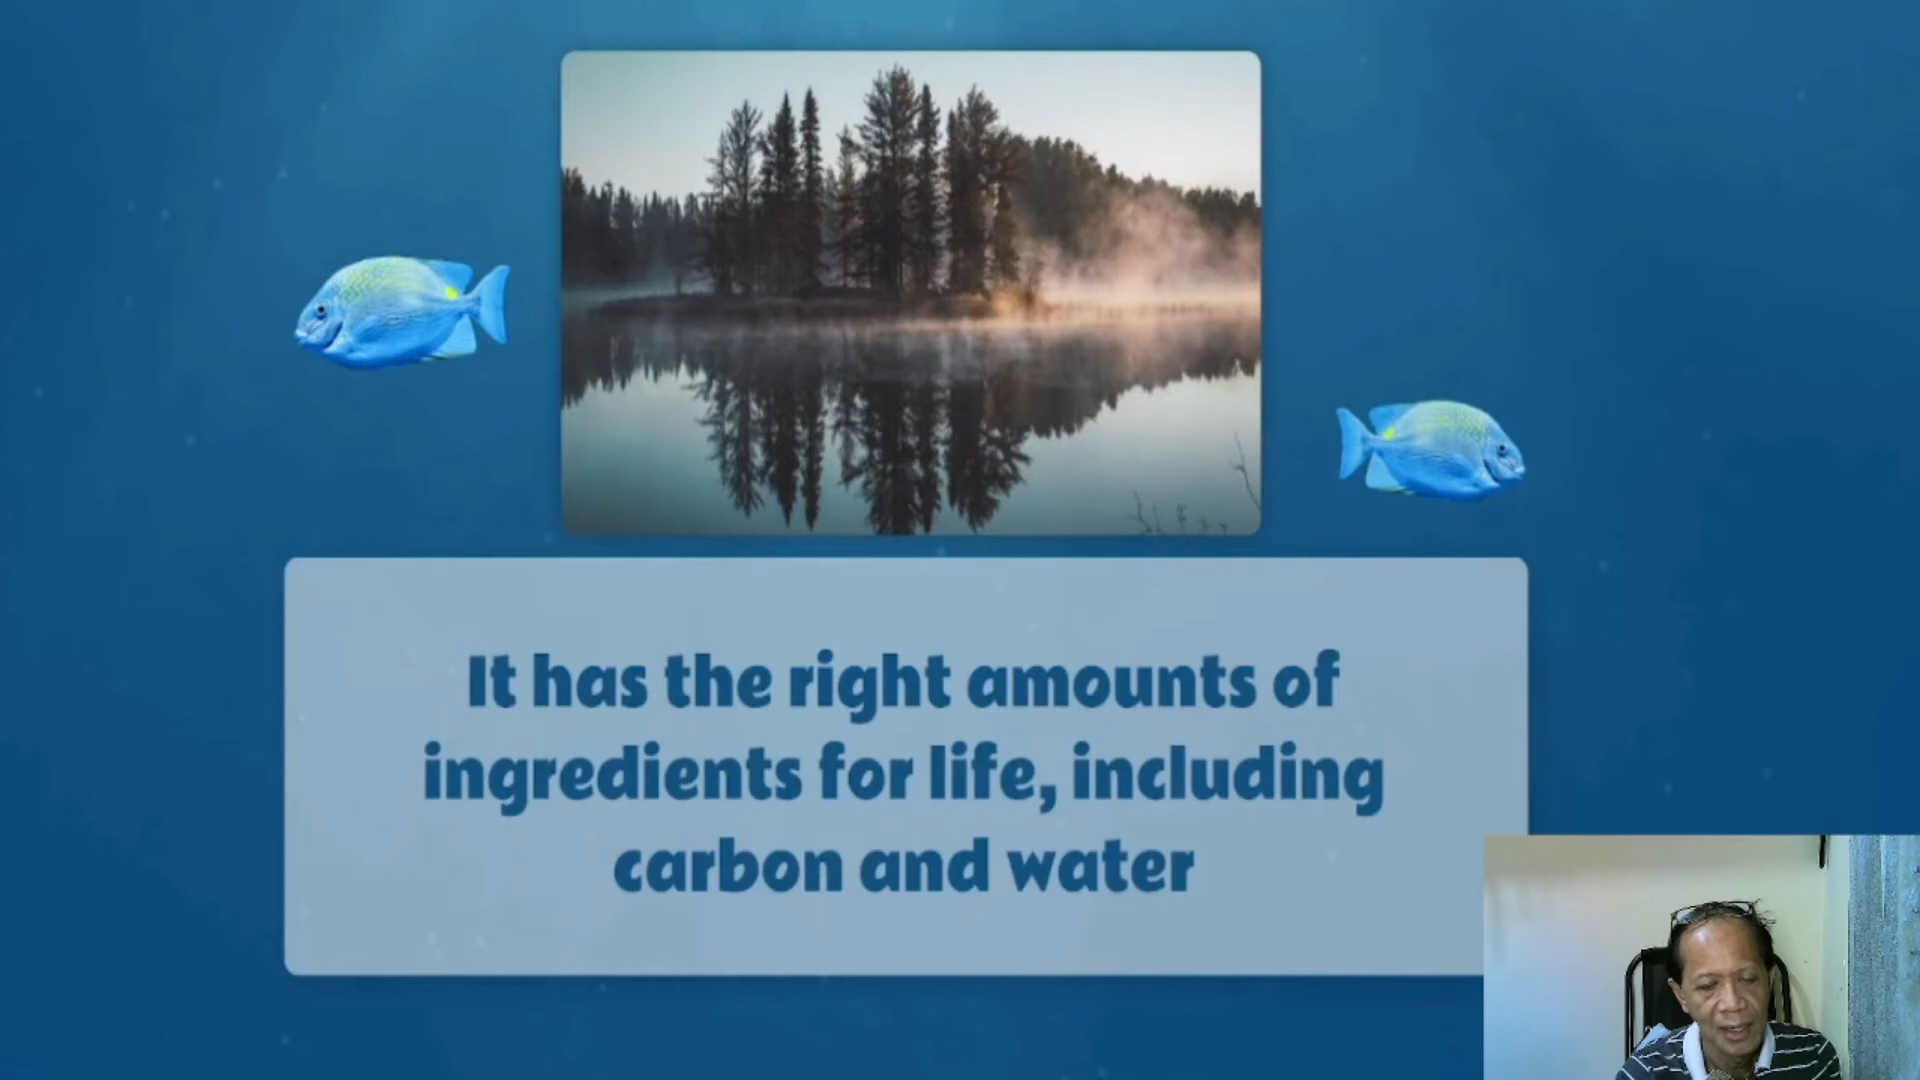 It has the right amounts of
ingredients for life, including
carbon and water